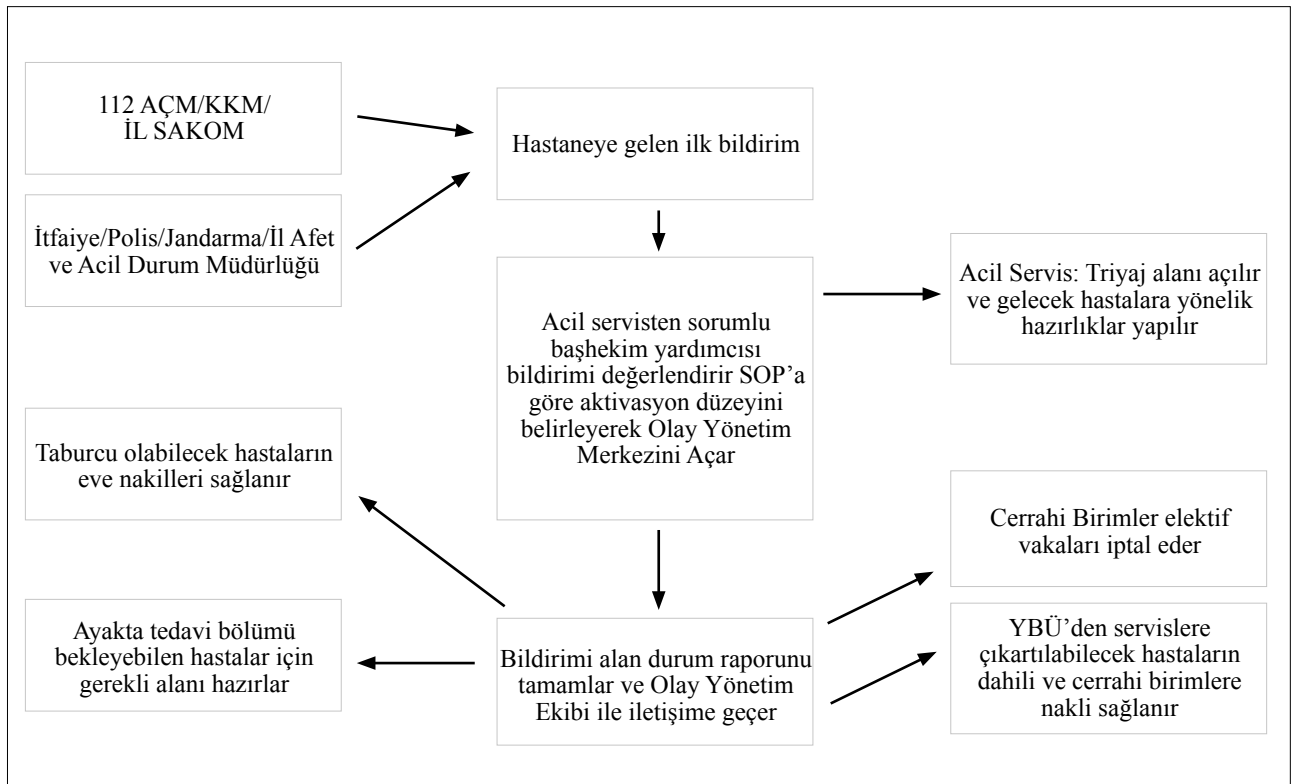 112 AÇM/KKM/
İL SAKOM
Hastaneye gelen ilk bildirim
İtfaiye/Polis/Jandarma/İl Afet
ve Acil Durum Müdürlüğü
Acil servisten sorumlu
başhekim yardımcısı
bildirimi değerlendirir SOP’a
göre aktivasyon düzeyini
belirleyerek Olay Yönetim
Merkezini Açar
Acil Servis: Triyaj alanı açılır
ve gelecek hastalara yönelik
hazırlıklar yapılır
Taburcu olabilecek hastaların
eve nakilleri sağlanır
Cerrahi Birimler elektif
vakaları iptal eder
Ayakta tedavi bölümü
bekleyebilen hastalar için
gerekli alanı hazırlar
Bildirimi alan durum raporunu
tamamlar ve Olay Yönetim
Ekibi ile iletişime geçer
YBÜ’den servislere
çıkartılabilecek hastaların
dahili ve cerrahi birimlere
nakli sağlanır